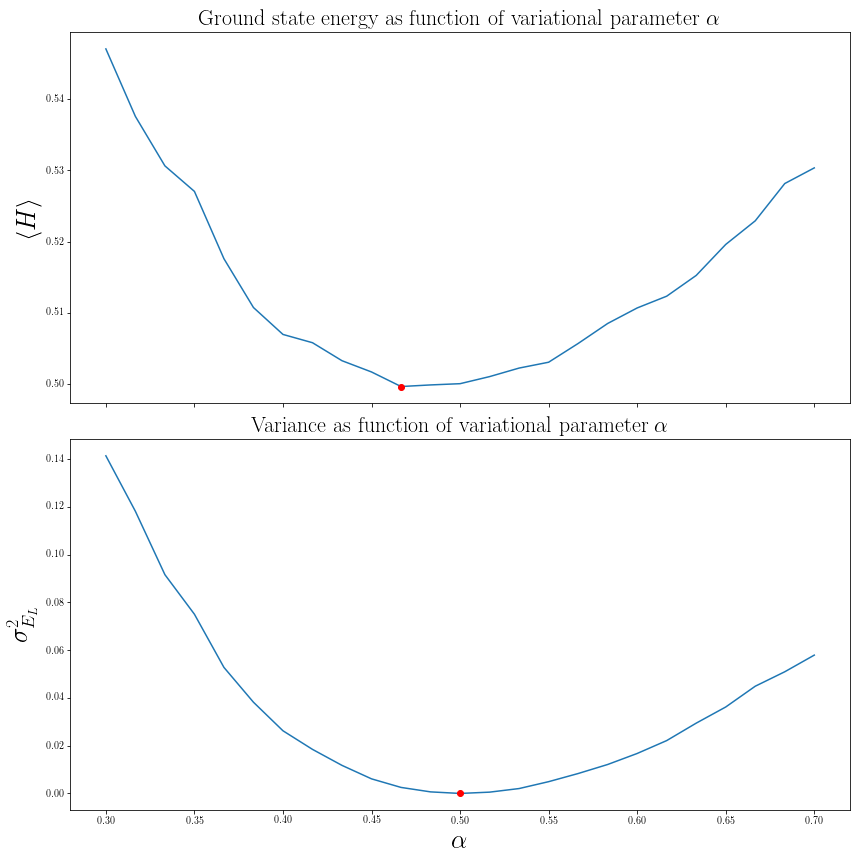 Ground state energy as function of variational parameter α
0.54
0.53
0.52
0.51
0.50
⟨H⟩
Variance as function of variational parameter α
0.14
0.12
0.10
0.08
0.06
0.04
0.02
0.00
σ²_{E_L}
0.30 0.35 0.40 0.45 0.50 0.55 0.60 0.65 0.70
α